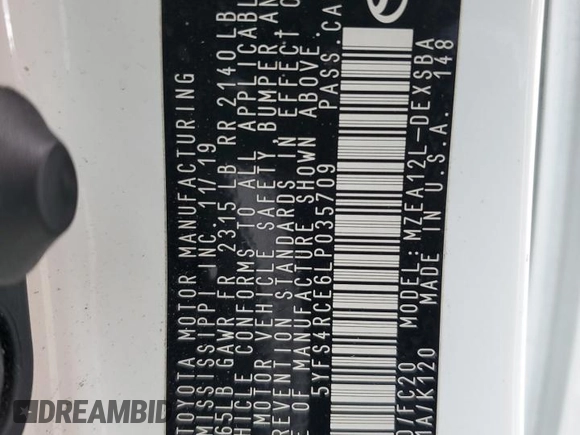 TOYOTA MOTOR MANUFACTURING
MISSISSIPPI INC. 11/19
65LB GAWR FR 2315 LB RR 2140 LB
HICLE CONFORMS TO ALL APPLICABL
MOTOR VEHICLE SAFETY, BUMPER AN
REVENTION STANDARDS IN EFFECT O
E OF MANUFACTURE SHOWN ABOVE.
5YFS4RCE6LP035709 PASS.CA
/FC20 MODEL: MZEA12L-DEXSBA
A/K120 MADE IN U.S.A. 148
DREAMBID